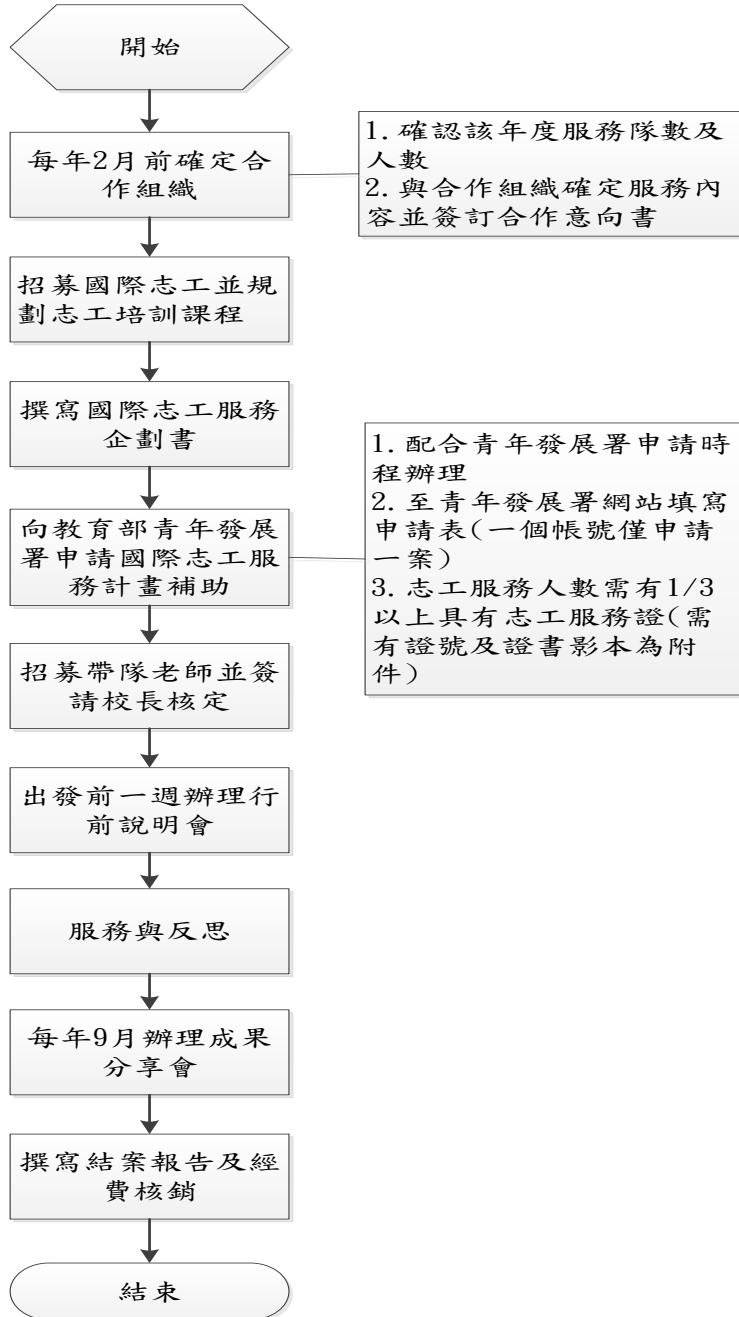 開始
每年2月前確定合
作組織
1. 確認該年度服務隊數及
人數
2. 與合作組織確定服務內
容並簽訂合作意向書
招募國際志工並規
劃志工培訓課程
撰寫國際志工服務
企劃書
向教育部青年發展
署申請國際志工服
務計畫補助
1. 配合青年發展署申請時
程辦理
2. 至青年發展署網站填寫
申請表(一個帳號僅申請
一案)
3. 志工服務人數需有1/3
以上具有志工服務證(需
有證號及證書影本為附
件)
招募帶隊老師並簽
請校長核定
出發前一週辦理行
前說明會
服務與反思
每年9月辦理成果
分享會
撰寫結案報告及經
費核銷
結束